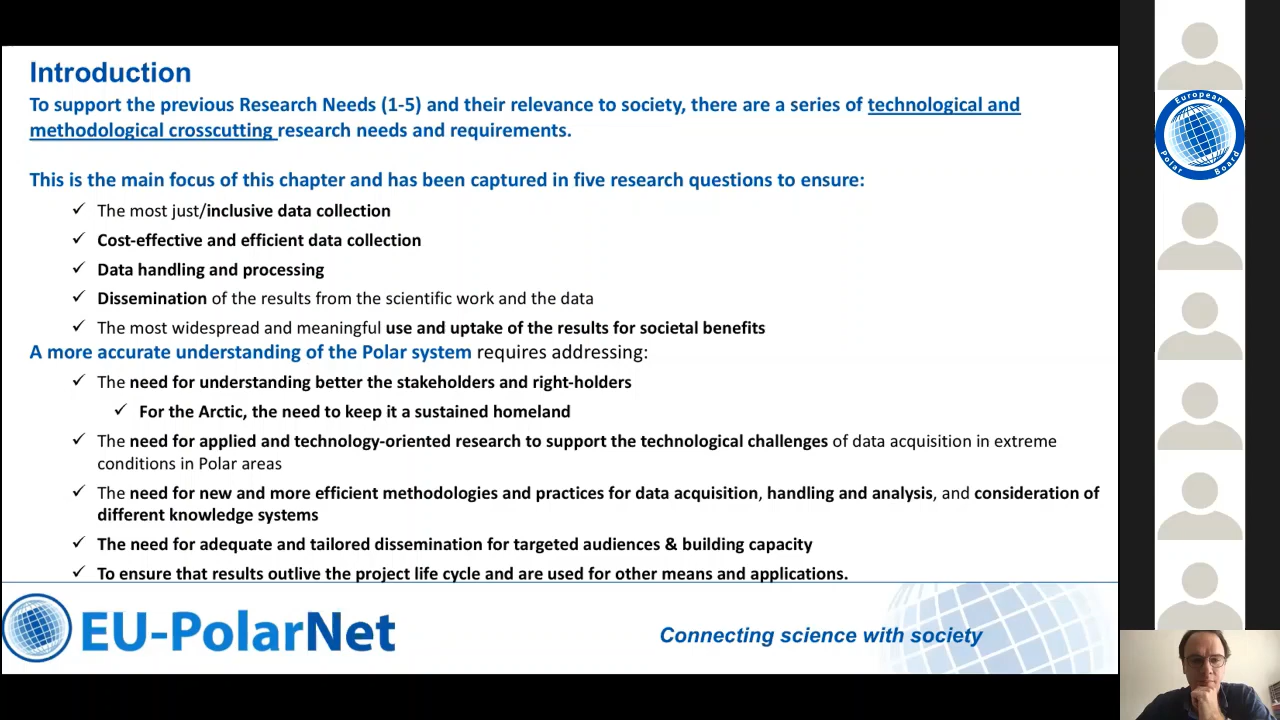 Introduction
To support the previous Research Needs (1-5) and their relevance to society, there are a series of technological and
methodological crosscutting research needs and requirements.
This is the main focus of this chapter and has been captured in five research questions to ensure:
✓ The most just/inclusive data collection
✓ Cost-effective and efficient data collection
✓ Data handling and processing
✓ Dissemination of the results from the scientific work and the data
✓ The most widespread and meaningful use and uptake of the results for societal benefits
A more accurate understanding of the Polar system requires addressing:
✓ The need for understanding better the stakeholders and right-holders
✓ For the Arctic, the need to keep it a sustained homeland
✓ The need for applied and technology-oriented research to support the technological challenges of data acquisition in extreme
conditions in Polar areas
✓ The need for new and more efficient methodologies and practices for data acquisition, handling and analysis, and consideration of
different knowledge systems
✓ The need for adequate and tailored dissemination for targeted audiences & building capacity
✓ To ensure that results outlive the project life cycle and are used for other means and applications.
EU-PolarNet
Connecting science with society
European
Polar Board